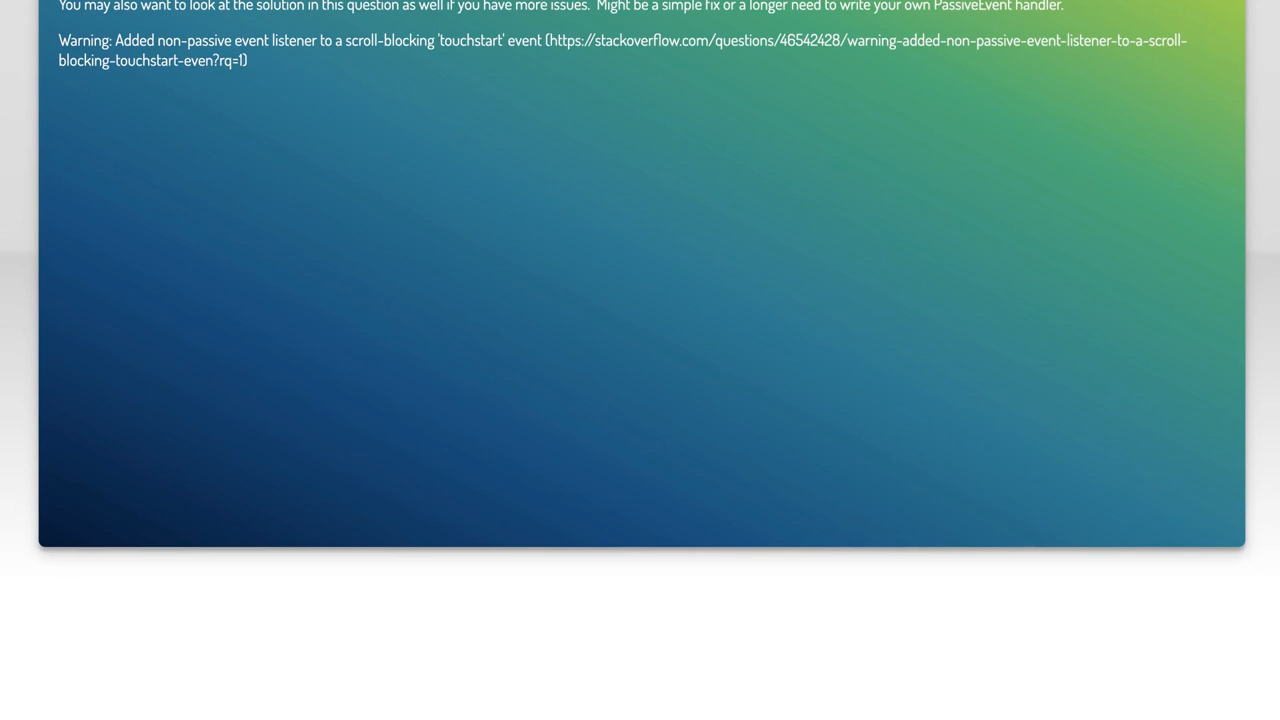 You may also want to look at the solution in this question as well if you have more issues.  Might be a simple fix or a longer need to write your own PassiveEvent handler.
Warning: Added non-passive event listener to a scroll-blocking 'touchstart' event (https://stackoverflow.com/questions/46542428/warning-added-non-passive-event-listener-to-a-scroll-
blocking-touchstart-even?rq=1)